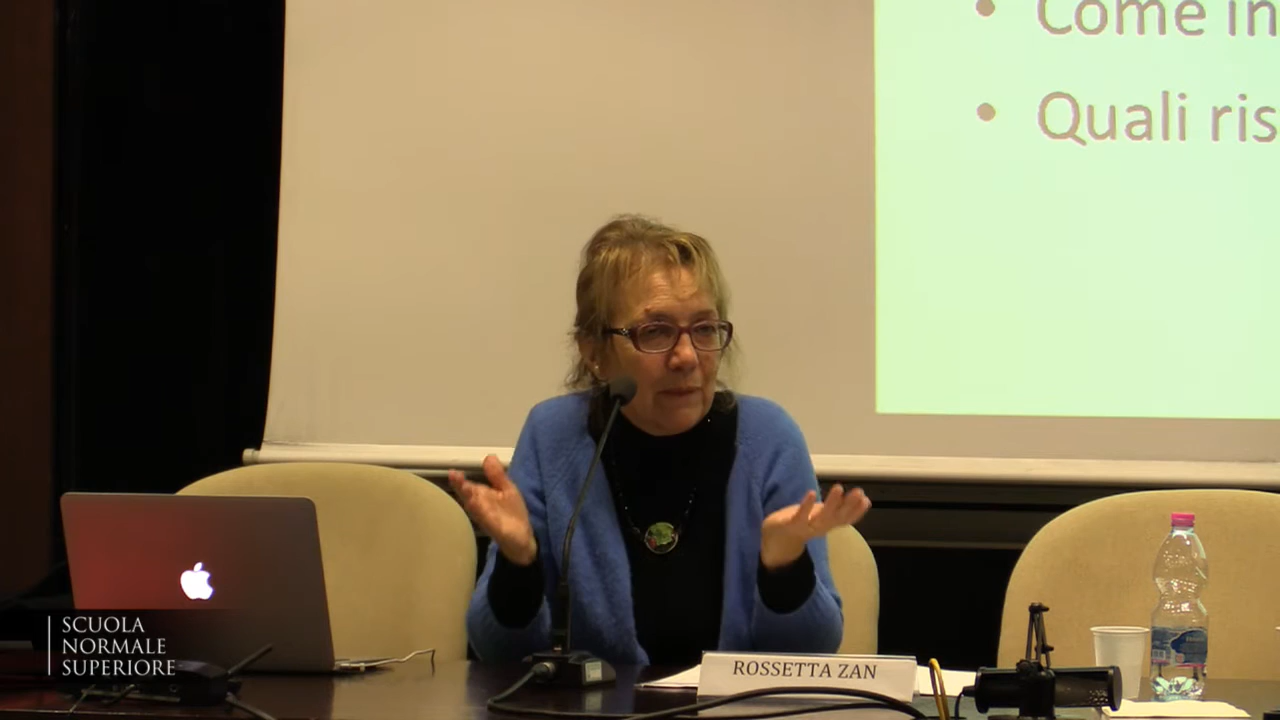 • Come in
• Quali ris
SCUOLA
NORMALE
SUPERIORE
ROSSETTA ZAN